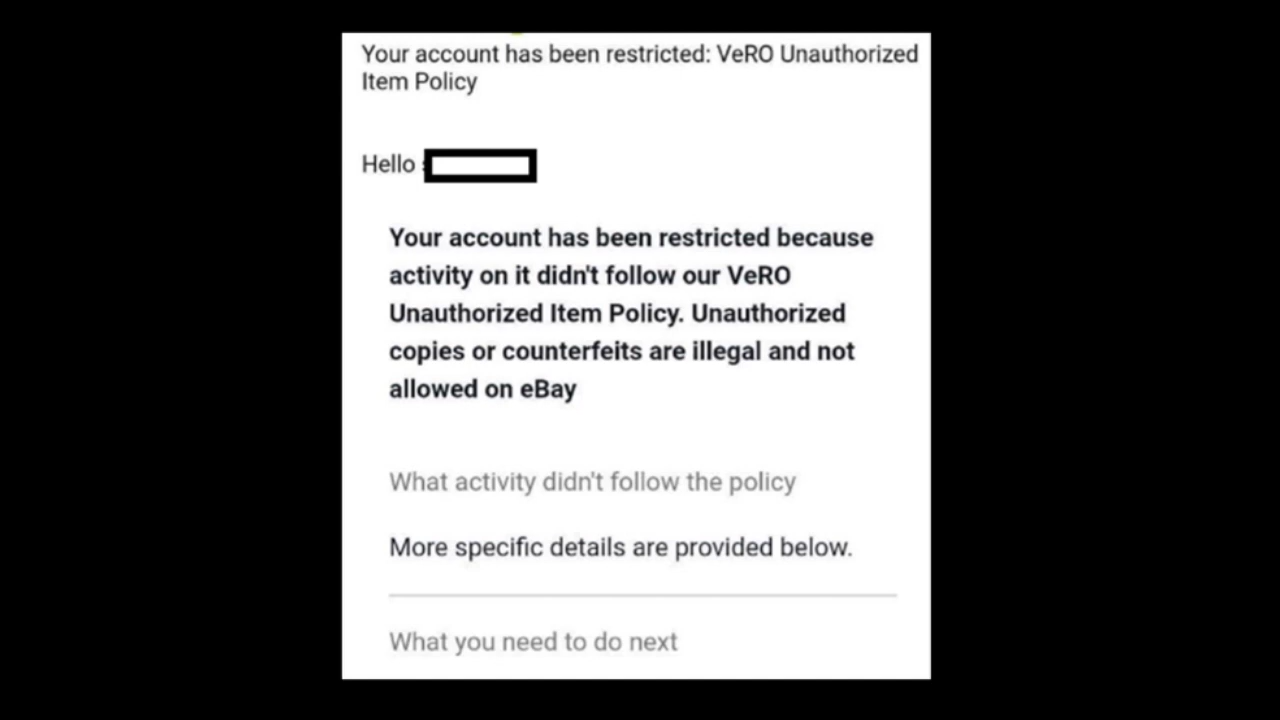 Your account has been restricted: VeRO Unauthorized
Item Policy
Hello
Your account has been restricted because
activity on it didn't follow our VeRO
Unauthorized Item Policy. Unauthorized
copies or counterfeits are illegal and not
allowed on eBay
What activity didn't follow the policy
More specific details are provided below.
What you need to do next